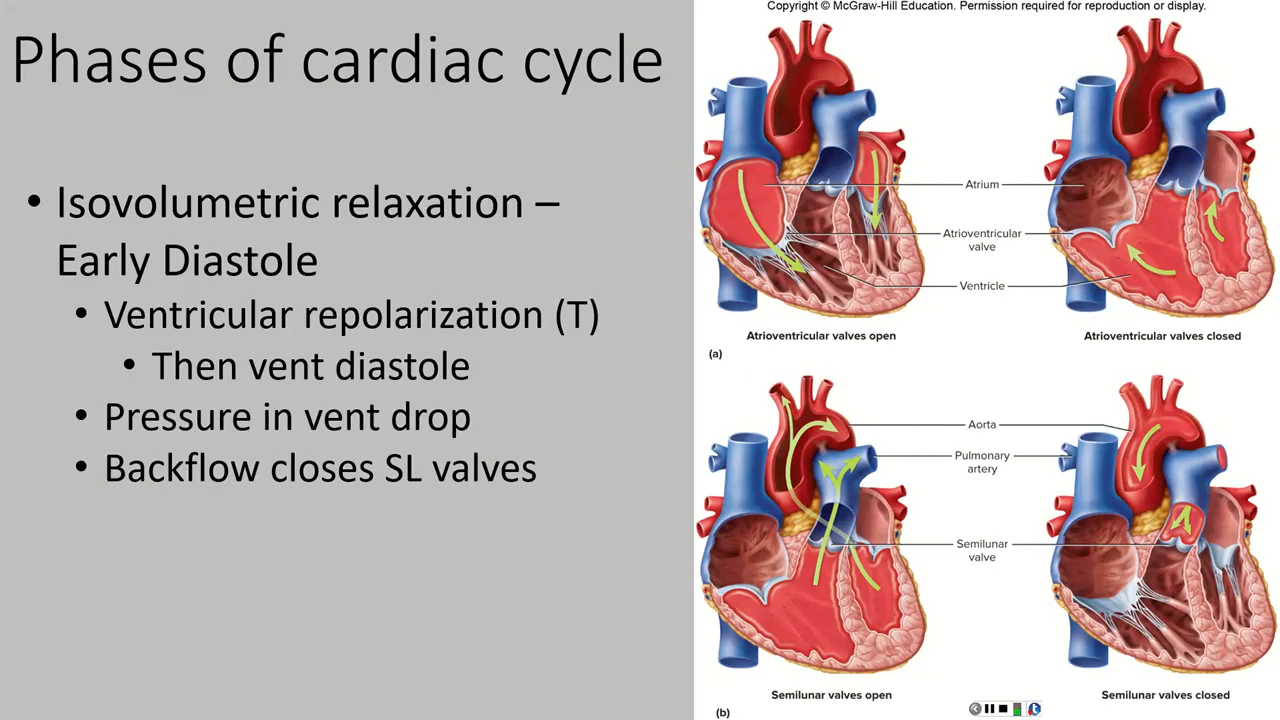 Copyright © McGraw-Hill Education. Permission required for reproduction or display.
Phases of cardiac cycle
• Isovolumetric relaxation –
Early Diastole
• Ventricular repolarization (T)
• Then vent diastole
• Pressure in vent drop
• Backflow closes SL valves
Atrium
Atrioventricular
valve
Ventricle
Atrioventricular valves open
Atrioventricular valves closed
(a)
Aorta
Pulmonary
artery
Semilunar
valve
Semilunar valves open
Semilunar valves closed
(b)